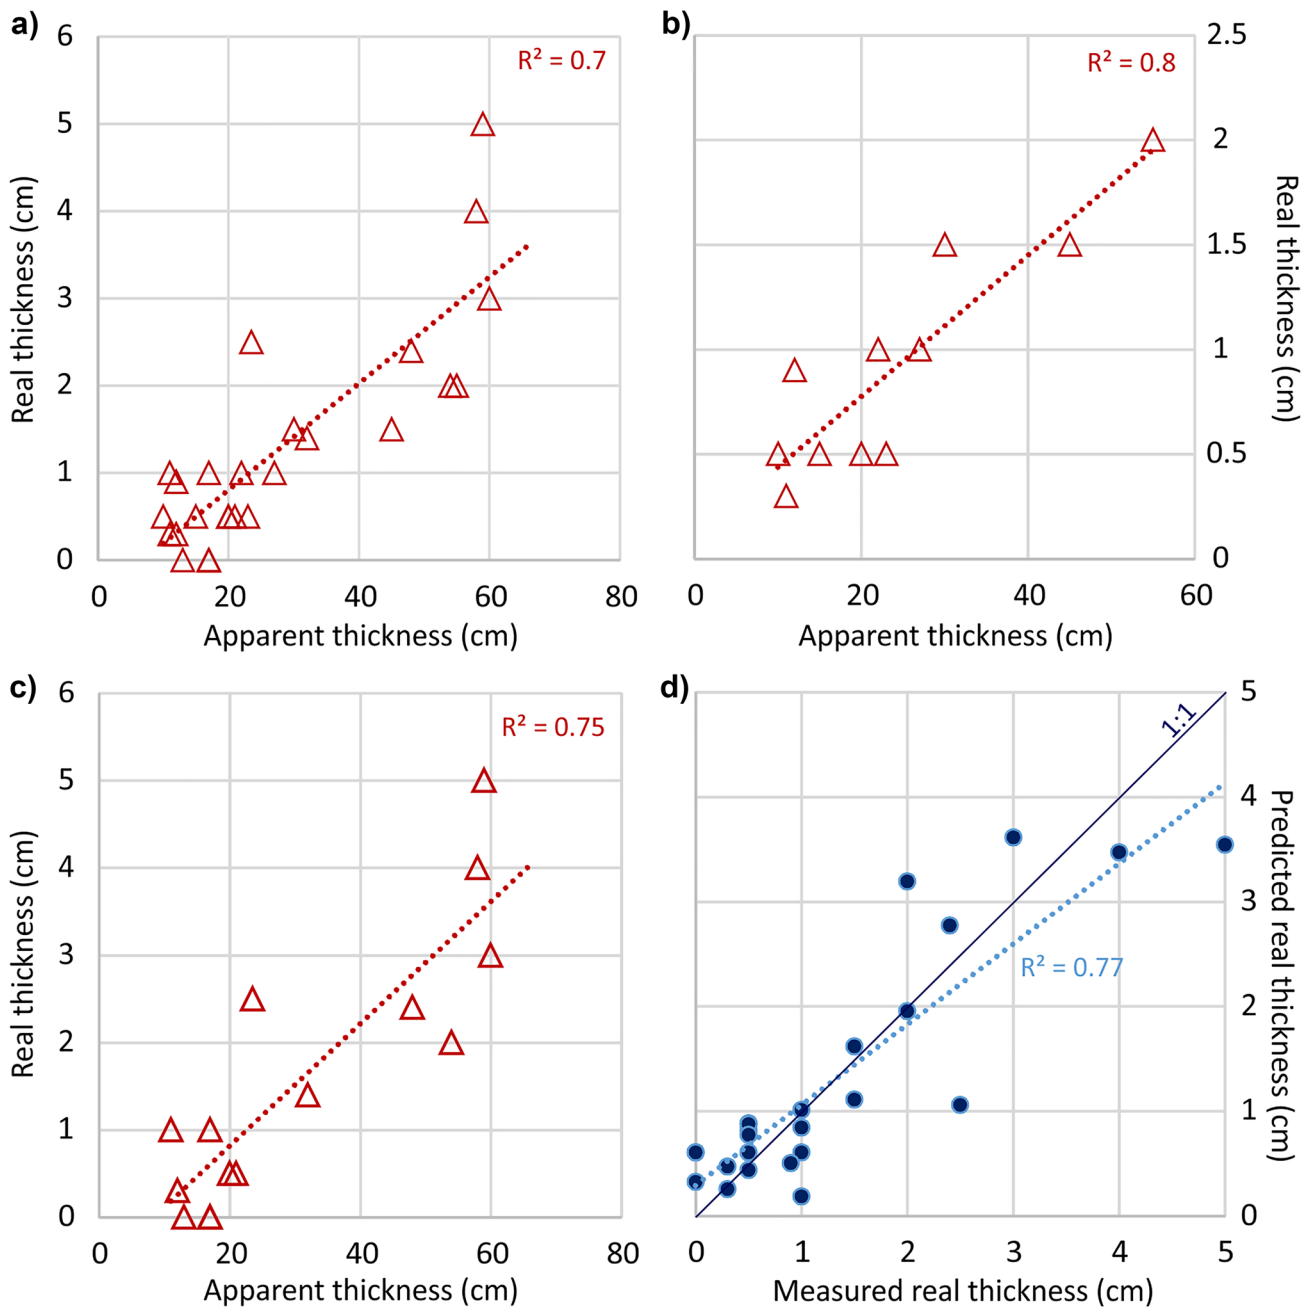 a)
6
5
4
3
2
1
0
Real thickness (cm)
R² = 0.7
0 20 40 60 80
Apparent thickness (cm)
b)
2.5
2
1.5
1
0.5
0
Real thickness (cm)
R² = 0.8
0 20 40 60
Apparent thickness (cm)
c)
6
5
4
3
2
1
0
Real thickness (cm)
R² = 0.75
0 20 40 60 80
Apparent thickness (cm)
d)
5
4
3
2
1
0
Predicted real thickness (cm)
1:1
R² = 0.77
0 1 2 3 4 5
Measured real thickness (cm)